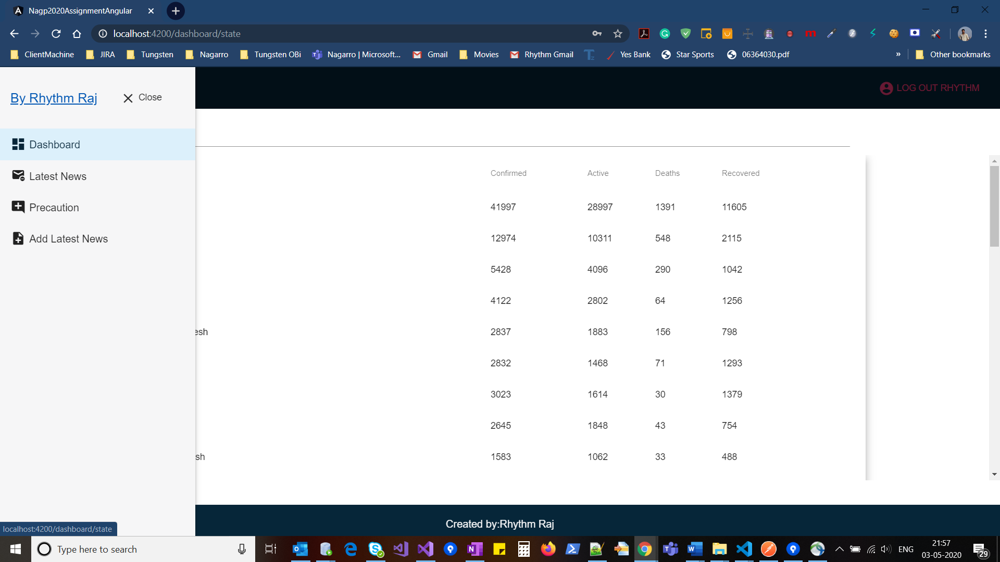 Nagp2020AssignmentAngular
localhost:4200/dashboard/state
ClientMachine JIRA Tungsten Nagarro Tungsten OBi Nagarro | Microsoft... Gmail Movies Rhythm Gmail Yes Bank Star Sports 06364030.pdf » Other bookmarks
By Rhythm Raj Close
LOG OUT RHYTHM
Dashboard
Latest News
Precaution
Add Latest News
Confirmed Active Deaths Recovered
41997 28997 1391 11605
12974 10311 548 2115
5428 4096 290 1042
4122 2802 64 1256
esh 2837 1883 156 798
2832 1468 71 1293
3023 1614 30 1379
2645 1848 43 754
sh 1583 1062 33 488
Created by:Rhythm Raj
localhost:4200/dashboard/state
Type here to search
ENG
21:57
03-05-2020
29